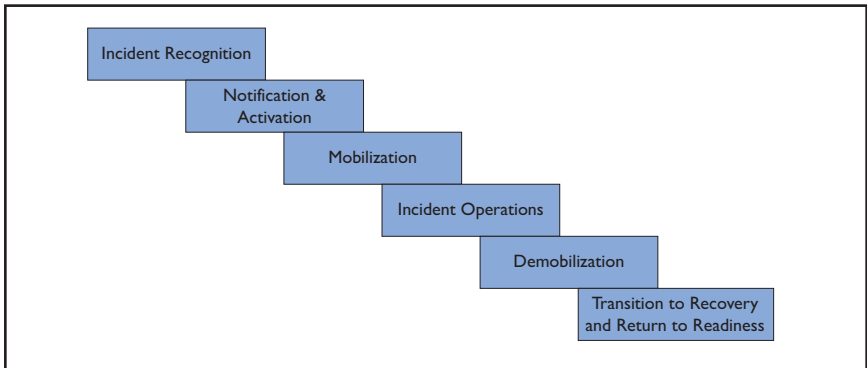 Incident Recognition
Notification &
Activation
Mobilization
Incident Operations
Demobilization
Transition to Recovery
and Return to Readiness